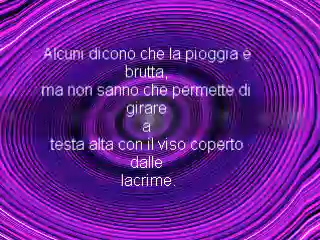 Alcuni dicono che la pioggia è
brutta,
ma non sanno che permette di
girare
a
testa alta con il viso coperto
dalle
lacrime.